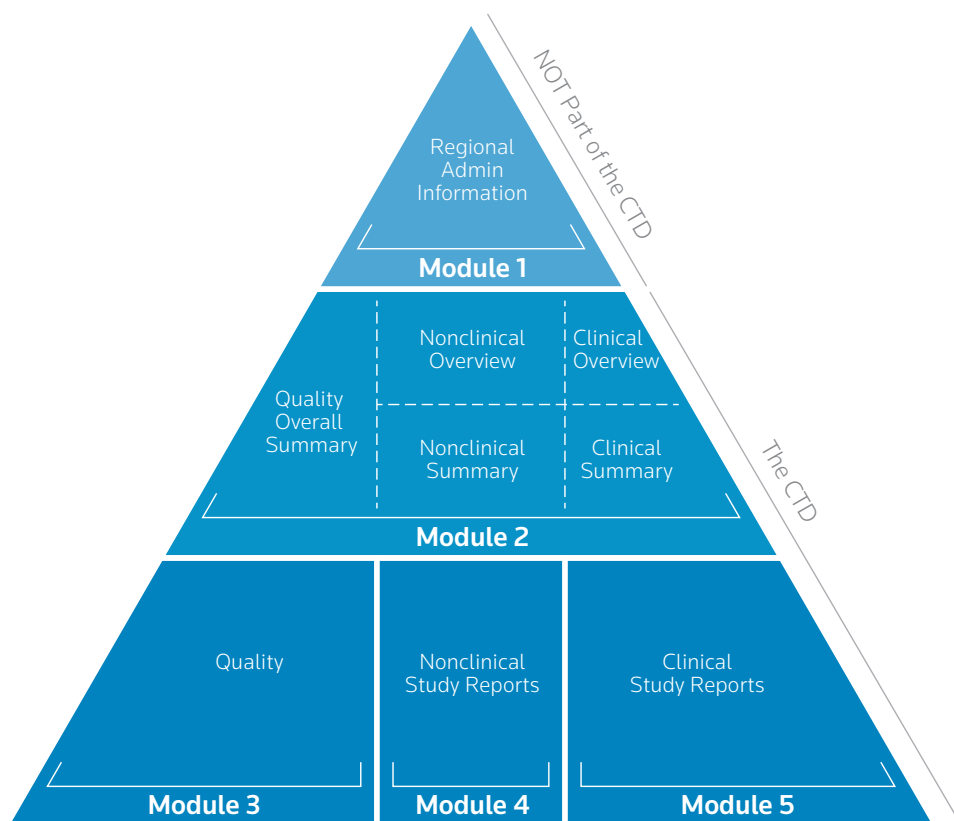 NOT Part of the CTD
Regional
Admin
Information
Module 1
Quality
Overall
Summary
Nonclinical
Overview
Clinical
Overview
Nonclinical
Summary
Clinical
Summary
Module 2
The CTD
Quality
Module 3
Nonclinical
Study Reports
Module 4
Clinical
Study Reports
Module 5